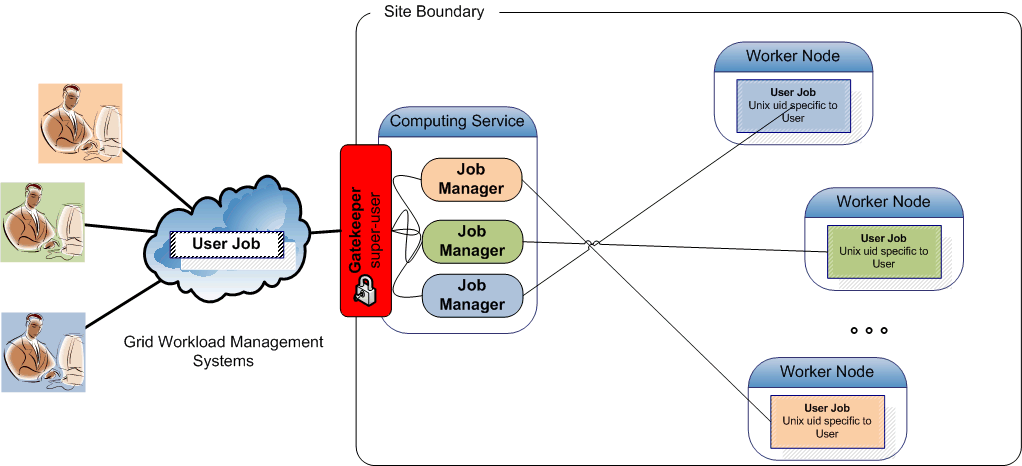 Site Boundary
User Job
Grid Workload Management
Systems
Gatekeeper
super-user
Computing Service
Job
Manager
Job
Manager
Job
Manager
Worker Node
User Job
Unix uid specific to
User
Worker Node
User Job
Unix uid specific to
User
Worker Node
User Job
Unix uid specific to
User